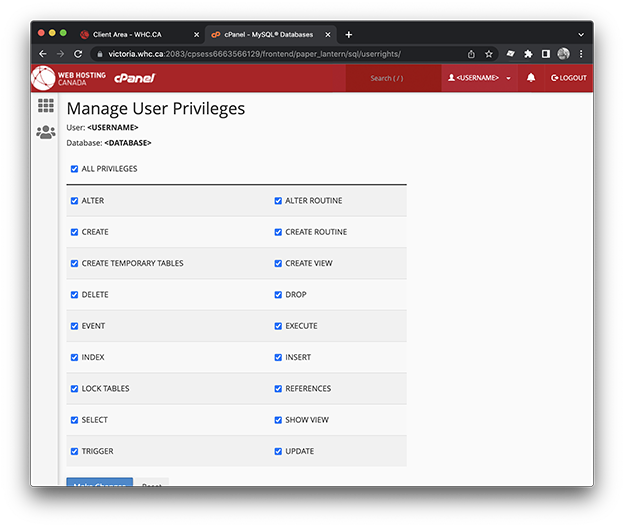 Client Area - WHC.CA
cPanel - MySQL® Databases
victoria.whc.ca:2083/cpsess6663566129/frontend/paper_lantern/sql/userrights/
WEB HOSTING
CANADA
cPanel
Search ( / )
<USERNAME>
LOGOUT
Manage User Privileges
User: <USERNAME>
Database: <DATABASE>
ALL PRIVILEGES
ALTER
ALTER ROUTINE
CREATE
CREATE ROUTINE
CREATE TEMPORARY TABLES
CREATE VIEW
DELETE
DROP
EVENT
EXECUTE
INDEX
INSERT
LOCK TABLES
REFERENCES
SELECT
SHOW VIEW
TRIGGER
UPDATE
Make Changes
Reset